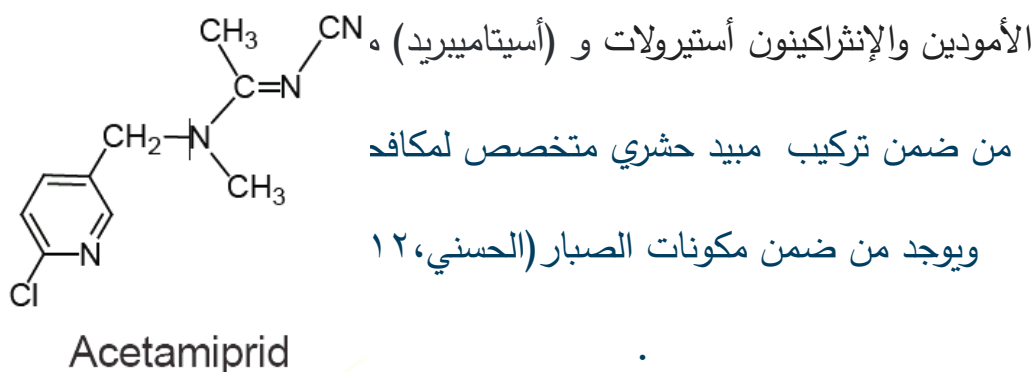 الأمودين والإنثراكينون أستيرولات و (أسيتاميبريد)
من ضمن تركيب مبيد حشري متخصص
ويوجد من ضمن مكونات الصبار (الحسني،١٢
.
CH3
CN
C=N
CH2
N
CH3
N
Cl
Acetamiprid